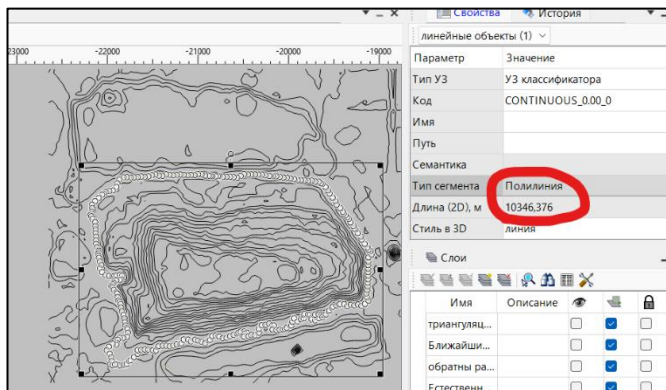 Свойства История
23000 -22000 -21000 -20000 -19000
линейные объекты (1)
Параметр Значение
Тип УЗ УЗ классификатора
Код CONTINUOUS_0.00_0
Имя
Путь
Семантика
Тип сегмента Полилиния
Длина (2D), м 10346,376
Стиль в 3D линия
Слои
Имя Описание
триангуляц...
Ближайши...
обратны ра...
Естественн...